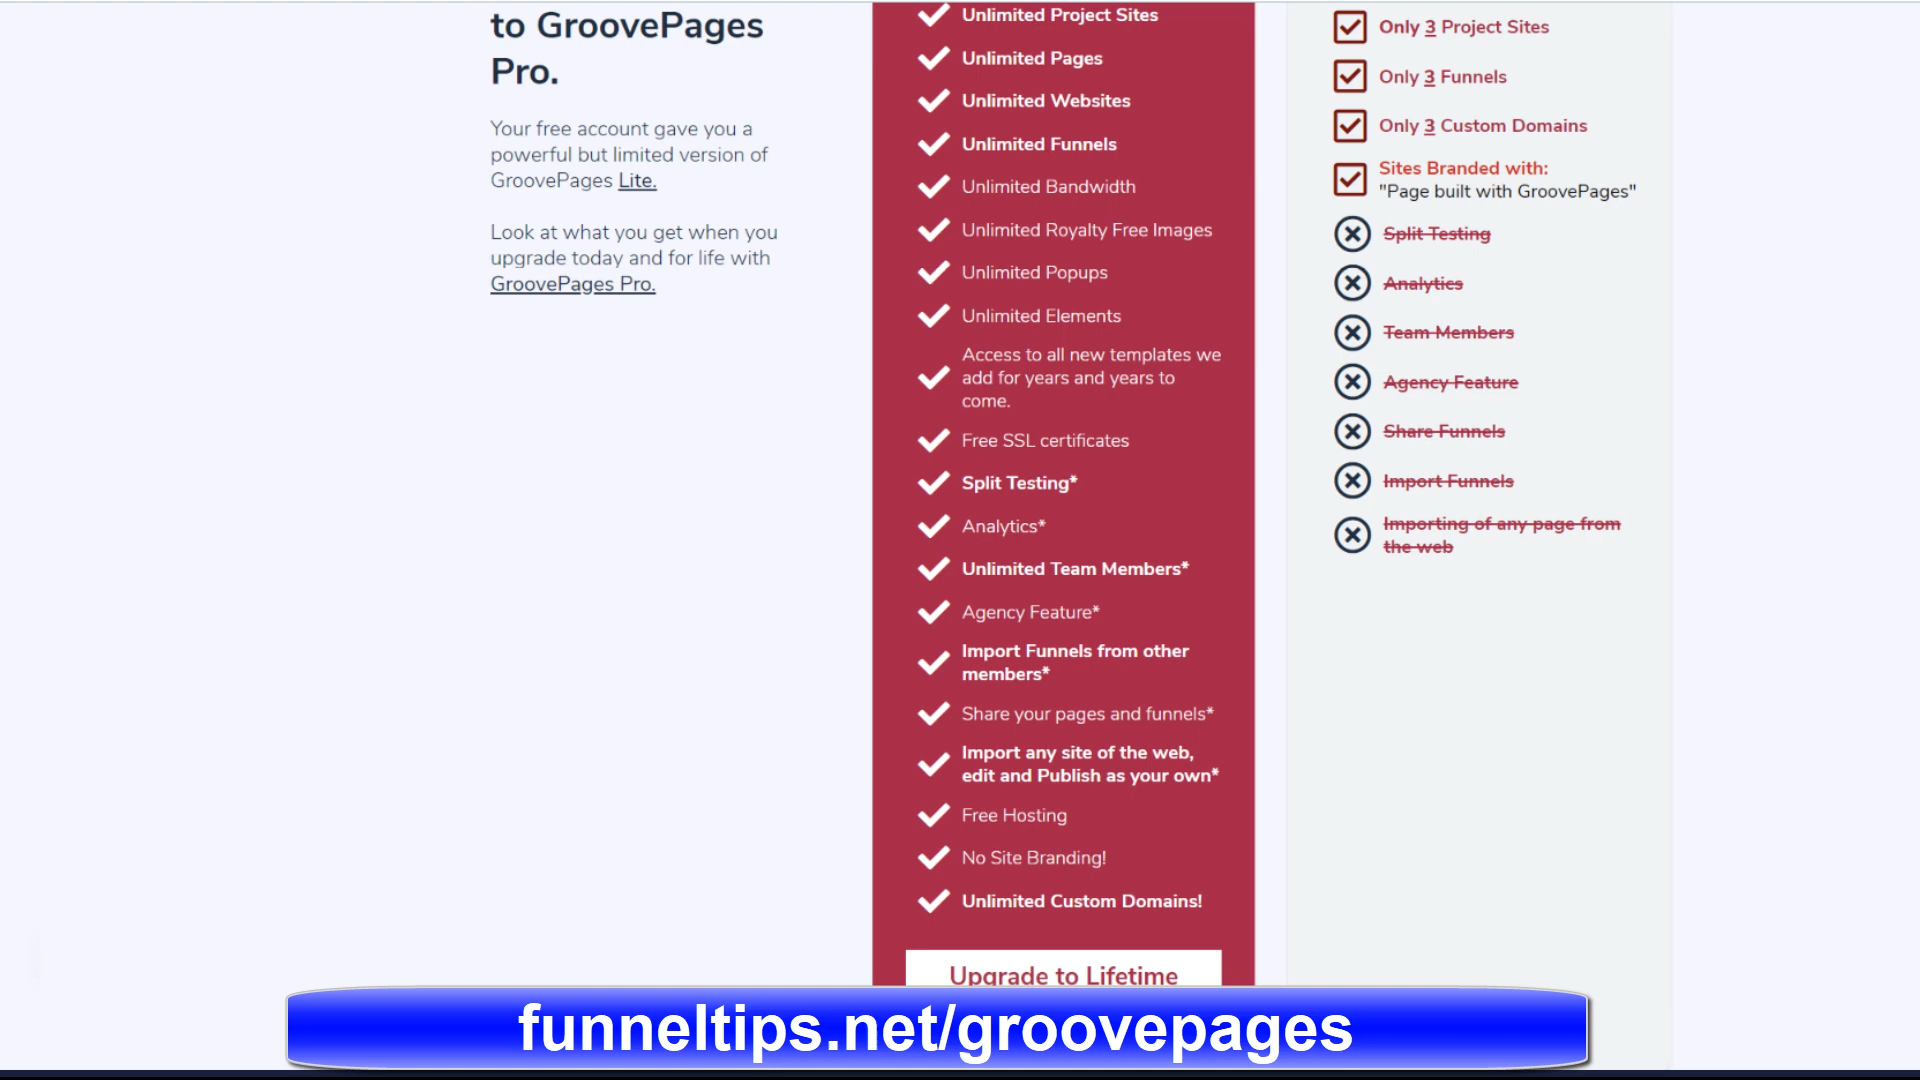 to GroovePages
Pro.
Your free account gave you a
powerful but limited version of
GroovePages Lite.
Look at what you get when you
upgrade today and for life with
GroovePages Pro.
Unlimited Project Sites
Unlimited Pages
Unlimited Websites
Unlimited Funnels
Unlimited Bandwidth
Unlimited Royalty Free Images
Unlimited Popups
Unlimited Elements
Access to all new templates we
add for years and years to
come.
Free SSL certificates
Split Testing*
Analytics*
Unlimited Team Members*
Agency Feature*
Import Funnels from other
members*
Share your pages and funnels*
Import any site of the web,
edit and Publish as your own*
Free Hosting
No Site Branding!
Unlimited Custom Domains!
Upgrade to Lifetime
Only 3 Project Sites
Only 3 Funnels
Only 3 Custom Domains
Sites Branded with:
"Page built with GroovePages"
Split Testing
Analytics
Team Members
Agency Feature
Share Funnels
Import Funnels
Importing of any page from
the web
funneltips.net/groovepages